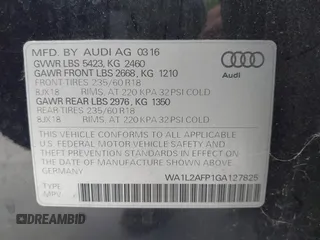 MFD. BY AUDI AG 03/16
GVWR LBS 5423, KG 2460
GAWR FRONT LBS 2668, KG 1210
TIRES 235/60 R18
8JX18 RIMS, AT 220 KPA 32 PSI COLD
GAWR REAR LBS 2976, KG 1350
TIRES 235/60 R18
8JX18 RIMS, AT 220 KPA 32 PSI COLD
Audi
THIS VEHICLE CONFORMS TO ALL APPLICABLE
U.S. FEDERAL MOTOR VEHICLE SAFETY AND
THEFT PREVENTION STANDARDS IN EFFECT ON
THE DATE OF MANUFACTURE SHOWN ABOVE.
GERMANY
WA1L2AFP1GA127825
TYPE
MPV
DREAMBID